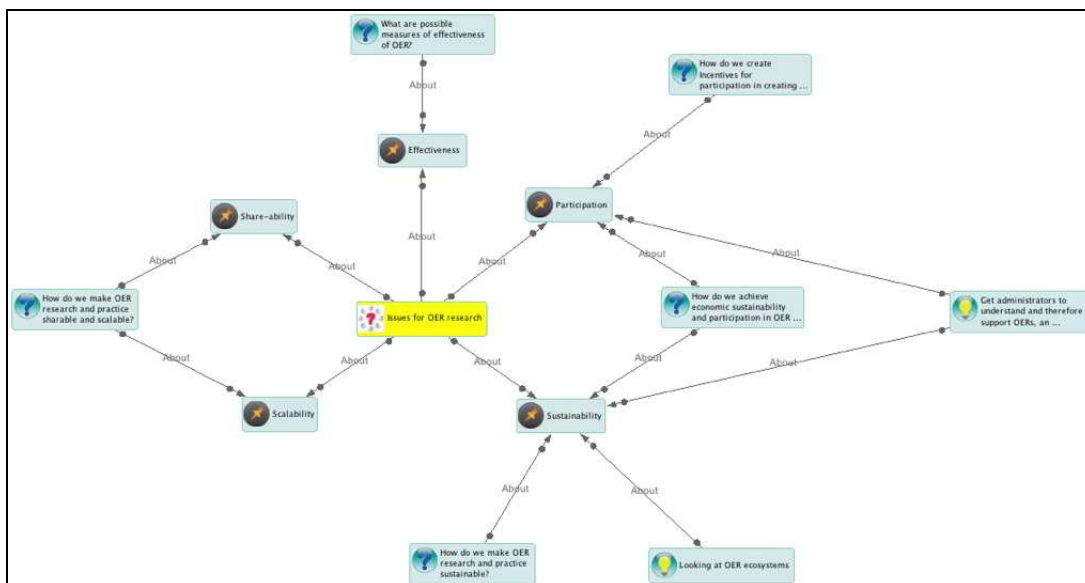 What are possible
measures of effectiveness
of OER?
How do we create
Incentives for
participation in creating ...
About
About
Effectiveness
About
Participation
Share-ability
About
About
About
About
About
About
How do we make OER
research and practice
sharable and scalable?
Issues for OER research
How do we achieve
economic sustainability
and participation in OER ...
Get administrators to
understand and therefore
support OERs, an ...
About
About
About
About
About
Scalability
Sustainability
About
About
How do we make OER
research and practice
sustainable?
Looking at OER ecosystems